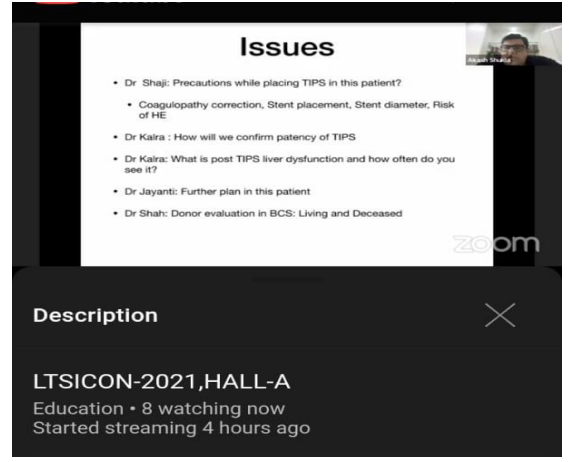 Issues
Akash Shukla
• Dr Shaji: Precautions while placing TIPS in this patient?
• Coagulopathy correction, Stent placement, Stent diameter, Risk
of HE
• Dr Kalra : How will we confirm patency of TIPS
• Dr Kalra: What is post TIPS liver dysfunction and how often do you
see it?
• Dr Jayanti: Further plan in this patient
• Dr Shah: Donor evaluation in BCS: Living and Deceased
zoom
Description
LTSICON-2021,HALL-A
Education • 8 watching now
Started streaming 4 hours ago